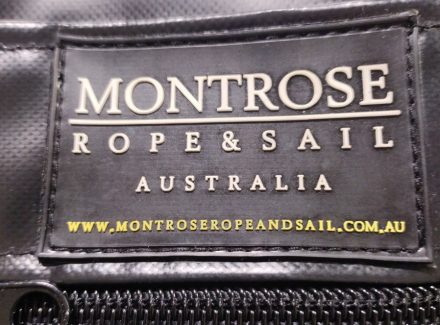 MONTROSE
ROPE & SAIL
AUSTRALIA
WWW.MONTROSEROPEANDSAIL.COM.AU